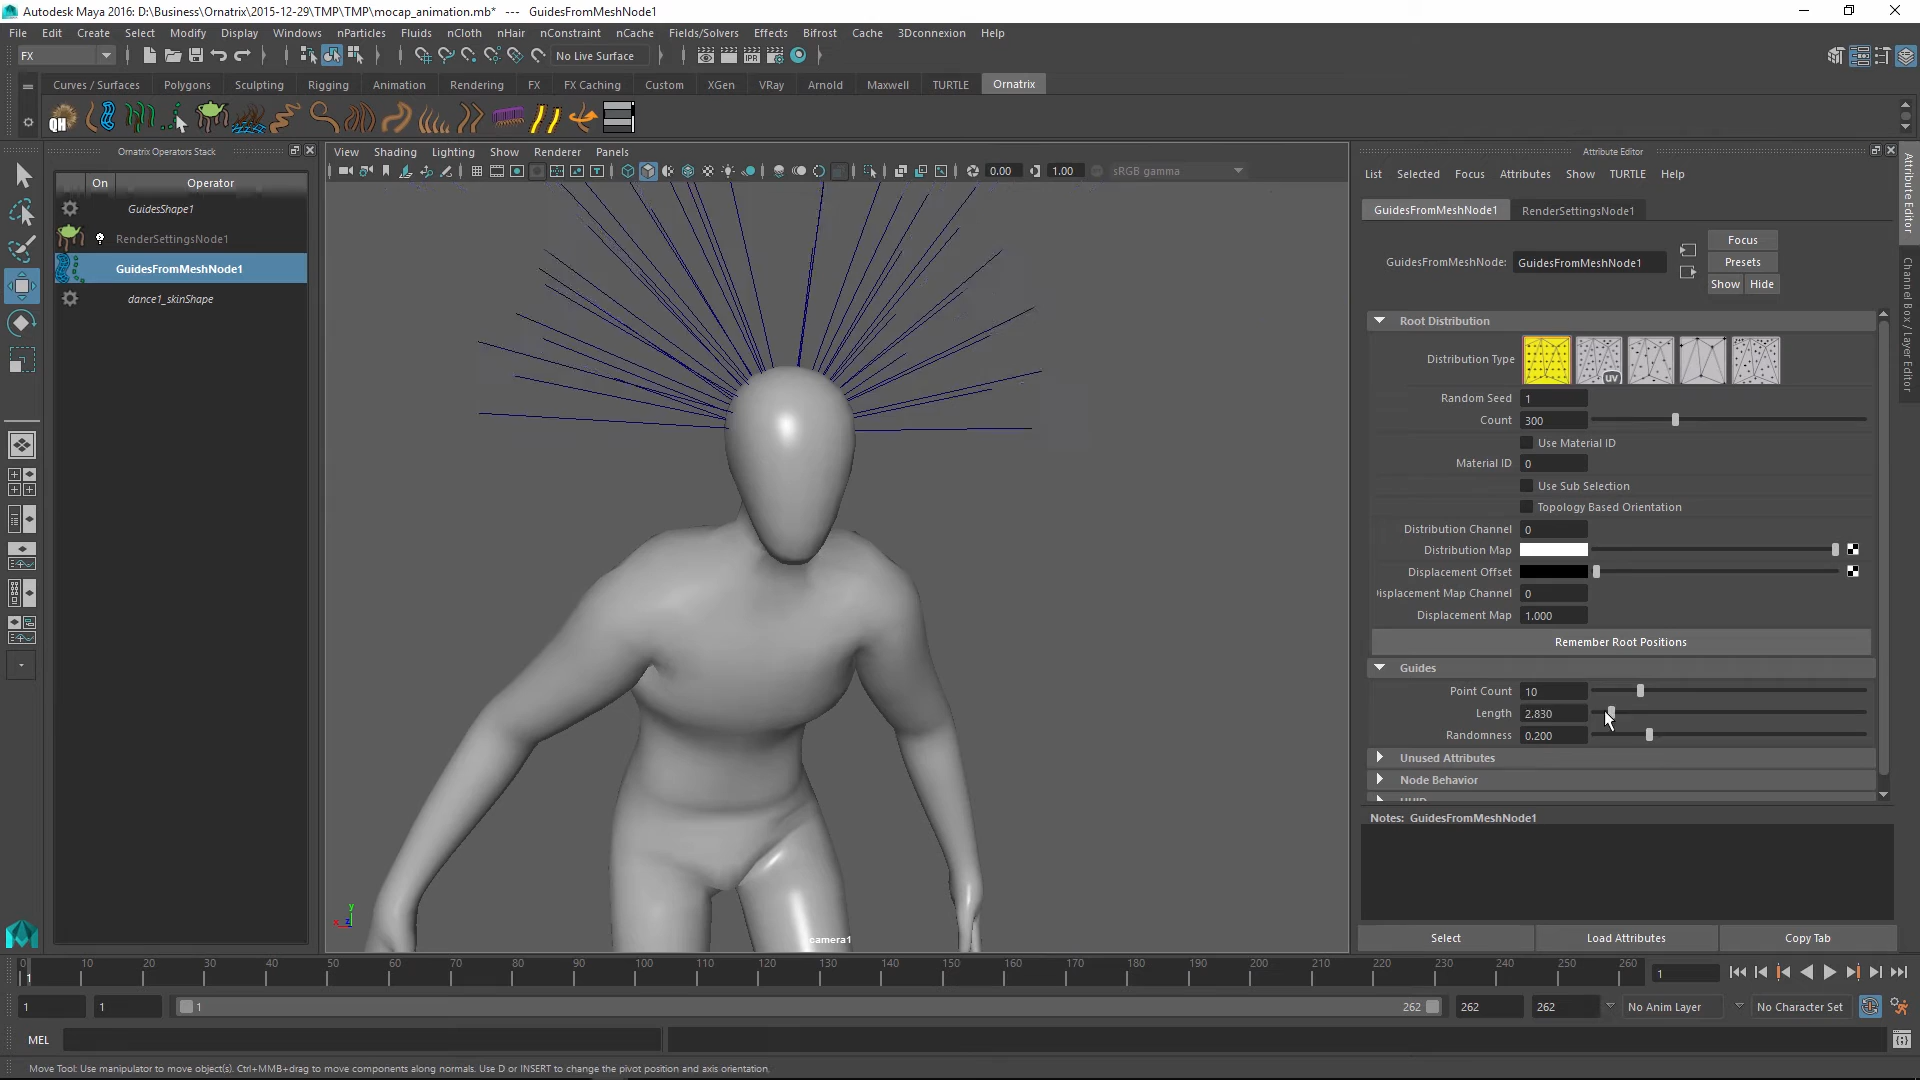 Autodesk Maya 2016: D:\Business\Ornatrix\2015-12-29\TMP\TMP\mocap_animation.mb* --- GuidesFromMeshNode1
File Edit Create Select Modify Display Windows nParticles Fluids nCloth nHair nConstraint nCache Fields/Solvers Effects Bifrost Cache 3Dconnexion Help
FX No Live Surface
Curves / Surfaces Polygons Sculpting Rigging Animation Rendering FX FX Caching Custom XGen VRay Arnold Maxwell TURTLE Ornatrix
QH
Ornatrix Operators Stack
On Operator
GuidesShape1
RenderSettingsNode1
GuidesFromMeshNode1
dance1_skinShape
View Shading Lighting Show Renderer Panels
0.00 1.00 sRGB gamma
camera1
Attribute Editor
List Selected Focus Attributes Show TURTLE Help
GuidesFromMeshNode1 RenderSettingsNode1
GuidesFromMeshNode: GuidesFromMeshNode1
Focus
Presets
Show Hide
Root Distribution
Distribution Type UV
Random Seed 1
Count 300
Use Material ID
Material ID 0
Use Sub Selection
Topology Based Orientation
Distribution Channel 0
Distribution Map
Displacement Offset
isplacement Map Channel 0
Displacement Map 1.000
Remember Root Positions
Guides
Point Count 10
Length 2.830
Randomness 0.200
Unused Attributes
Node Behavior
Notes: GuidesFromMeshNode1
Select Load Attributes Copy Tab
Attribute Editor
Channel Box / Layer Editor
0 10 20 30 40 50 60 70 80 90 100 110 120 130 140 150 160 170 180 190 200 210 220 230 240 250 260
1 1
1 1 1 262 262 262 No Anim Layer No Character Set
MEL
Move Tool: Use manipulator to move object(s). Ctrl+MMB+drag to move components along normals. Use D or INSERT to change the pivot position and axis orientation.